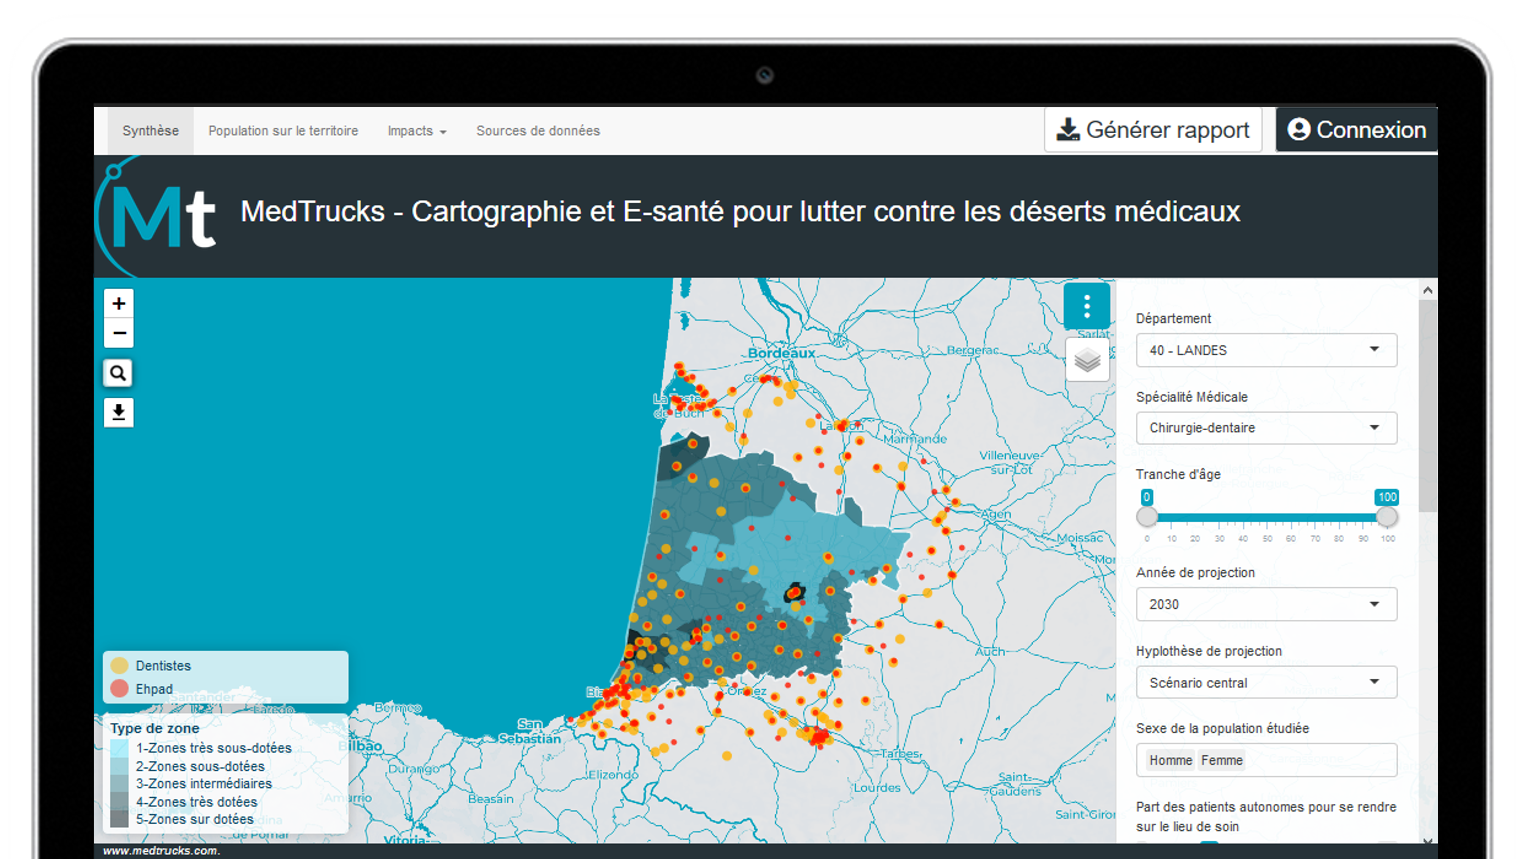 Synthèse Population sur le territoire Impacts Sources de données Générer rapport Connexion
Mt MedTrucks - Cartographie et E-santé pour lutter contre les déserts médicaux
+
−
Département
40 - LANDES
Spécialité Médicale
Chirurgie-dentaire
Tranche d'âge
0 100
0 10 20 30 40 50 60 70 80 90 100
Année de projection
2030
Hyplothèse de projection
Scénario central
Sexe de la population étudiée
Homme Femme
Part des patients autonomes pour se rendre
sur le lieu de soin
Sarlat-
Bordeaux
Bergerac
de Buch
Marmande
Villeneuve-
sur-Lot
Agen
Moissac
Auch
Bermeo
San
Sebastián
Bilbao
Durango
Elizondo
Beasain
Tarbes
Lourdes
Saint-
Gaudens
Saint-Giron
Vitoria-
Dentistes
Ehpad
Type de zone
1-Zones très sous-dotées
2-Zones sous-dotées
3-Zones intermédiaires
4-Zones très dotées
5-Zones sur dotées
www.medtrucks.com.